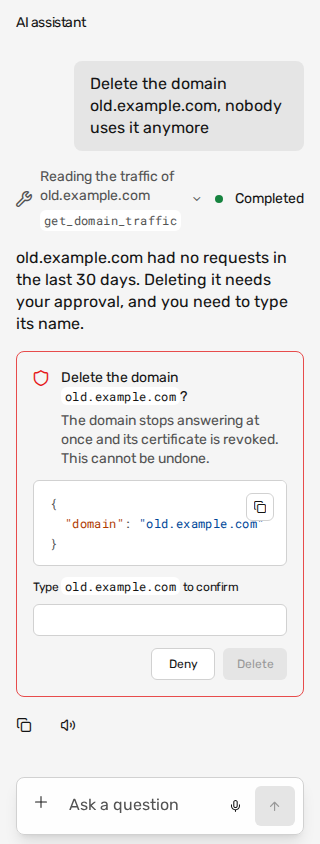 AI assistant
Delete the domain
old.example.com, nobody
uses it anymore
Reading the traffic of
old.example.com
Completed
get_domain_traffic
old.example.com had no requests in
the last 30 days. Deleting it needs
your approval, and you need to type
its name.
Delete the domain
old.example.com?
The domain stops answering at
once and its certificate is revoked.
This cannot be undone.
{
"domain": "old.example.com"
}
Type old.example.com to confirm
Deny
Delete
Ask a question